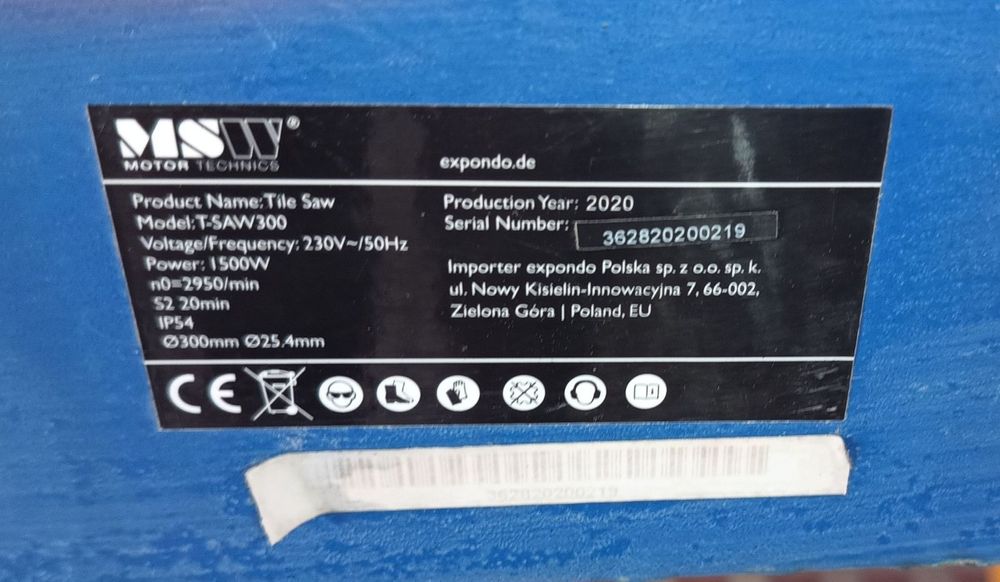 MSW®
MOTOR TECHNICS
expondo.de
Product Name: Tile Saw
Model: T-SAW300
Voltage/Frequency: 230V~/50Hz
Power: 1500W
n0=2950/min
S2 20min
IP54
Ø300mm Ø25.4mm
Production Year: 2020
Serial Number: 362820200219
Importer expondo Polska sp. z o.o. sp. k.
ul. Nowy Kisielin-Innowacyjna 7, 66-002,
Zielona Góra | Poland, EU
CE
362820200219